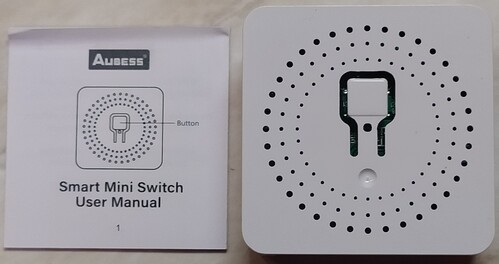 AUBESS
Button
Smart Mini Switch
User Manual
1